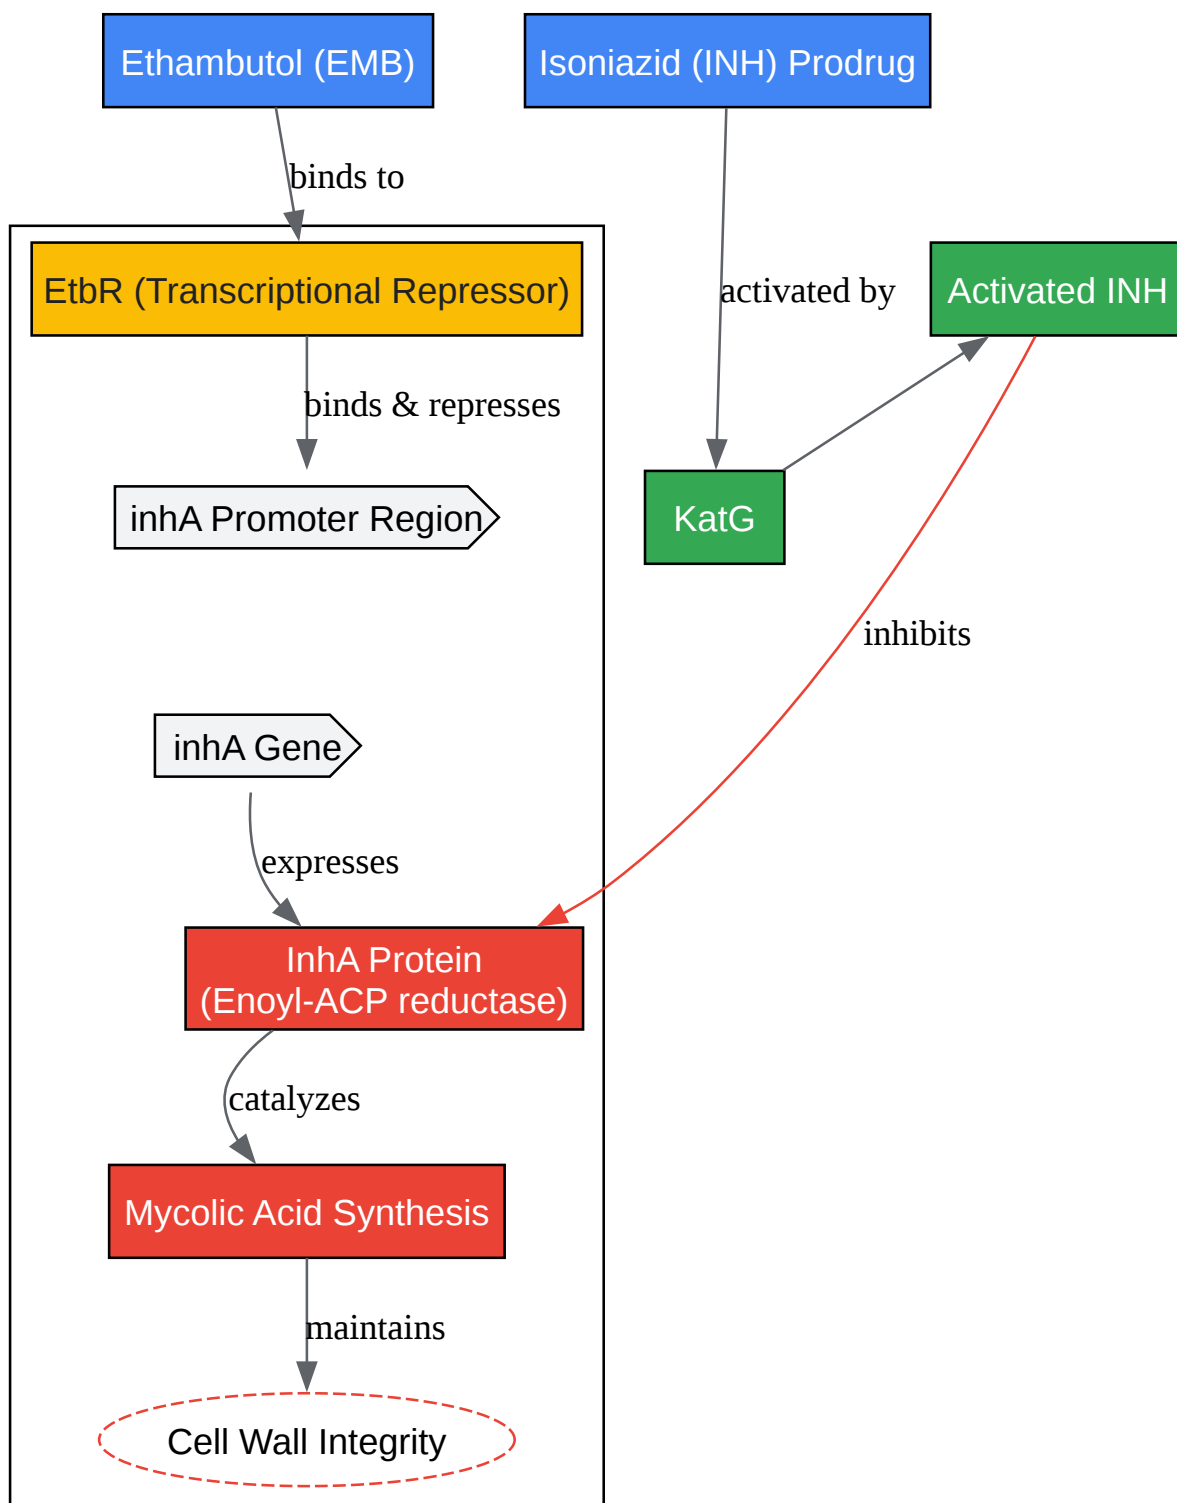 Ethambutol (EMB)
Isoniazid (INH) Prodrug
binds to
EtbR (Transcriptional Repressor)
activated by
Activated INH
binds & represses
inhA Promoter Region
KatG
inhibits
inhA Gene
expresses
InhA Protein
(Enoyl-ACP reductase)
catalyzes
Mycolic Acid Synthesis
maintains
Cell Wall Integrity